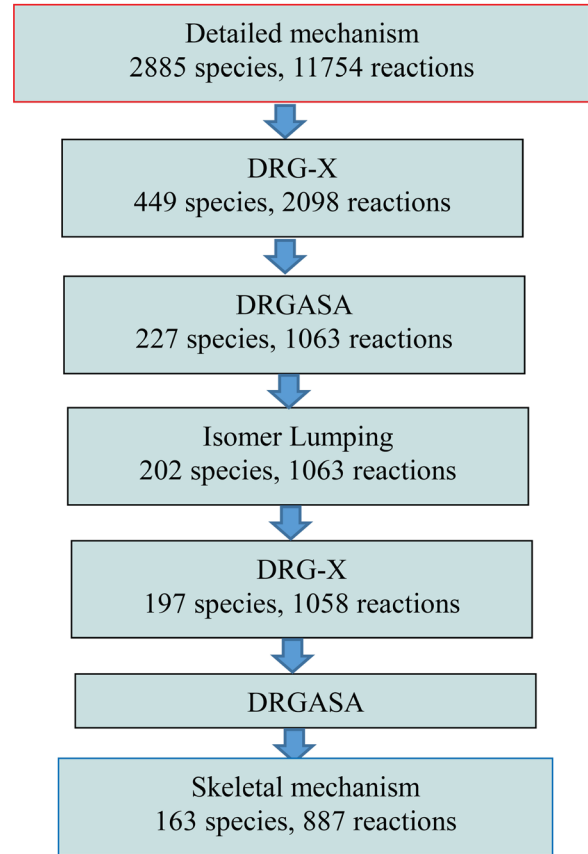 Detailed mechanism
2885 species, 11754 reactions
DRG-X
449 species, 2098 reactions
DRGASA
227 species, 1063 reactions
Isomer Lumping
202 species, 1063 reactions
DRG-X
197 species, 1058 reactions
DRGASA
Skeletal mechanism
163 species, 887 reactions